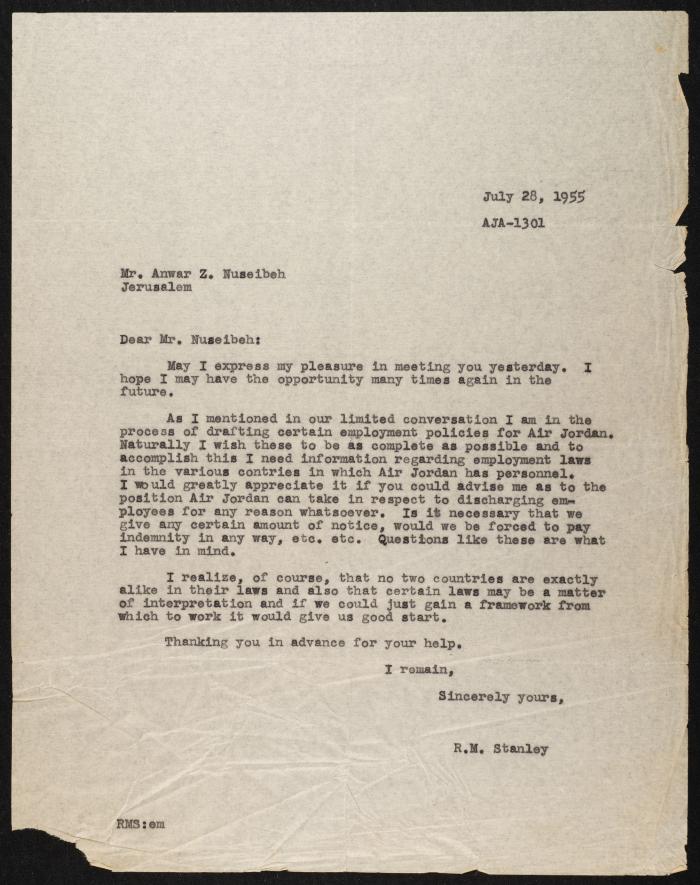 July 28, 1955
AJA-1301
Mr. Anwar Z. Nuseibeh
Jerusalem
Dear Mr. Nuseibeh:
May I express my pleasure in meeting you yesterday. I
hope I may have the opportunity many times again in the
future.
As I mentioned in our limited conversation I am in the
process of drafting certain employment policies for Air Jordan.
Naturally I wish these to be as complete as possible and to
accomplish this I need information regarding employment laws
in the various contries in which Air Jordan has personnel.
I would greatly appreciate it if you could advise me as to the
position Air Jordan can take in respect to discharging em-
ployees for any reason whatsoever. Is it necessary that we
give any certain amount of notice, would we be forced to pay
indemnity in any way, etc. etc. Questions like these are what
I have in mind.
I realize, of course, that no two countries are exactly
alike in their laws and also that certain laws may be a matter
of interpretation and if we could just gain a framework from
which to work it would give us good start.
Thanking you in advance for your help.
I remain,
Sincerely yours,
R.M. Stanley
RMS:em